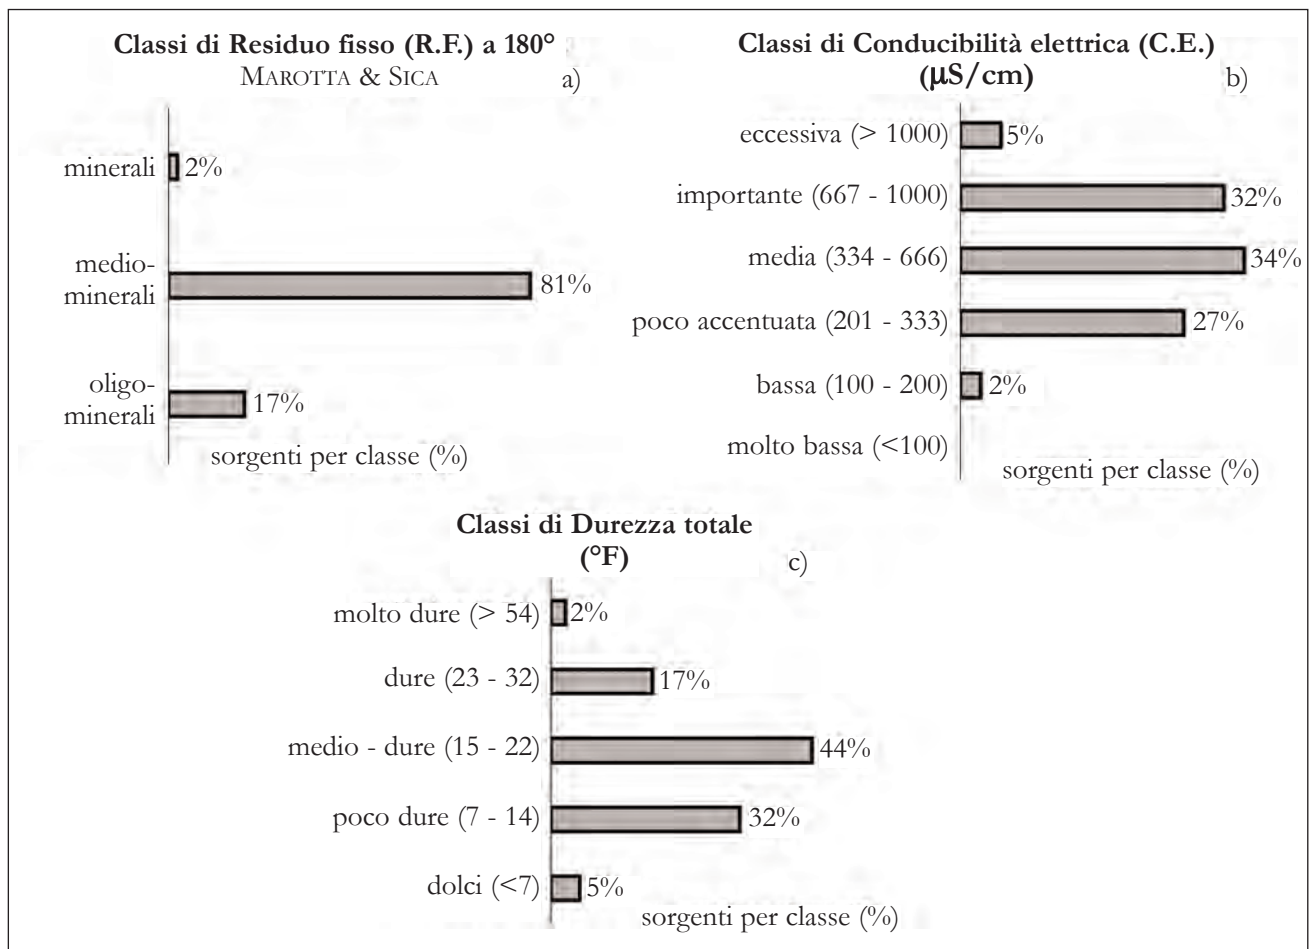 Classi di Residuo fisso (R.F.) a 180°
MAROTTA & SICA
a)
minerali
2%
medio-
minerali
81%
oligo-
minerali
17%
sorgenti per classe (%)
Classi di Conducibilità elettrica (C.E.)
(µS/cm)
b)
eccessiva (> 1000)
5%
importante (667 - 1000)
32%
media (334 - 666)
34%
poco accentuata (201 - 333)
27%
bassa (100 - 200)
2%
molto bassa (<100)
sorgenti per classe (%)
Classi di Durezza totale
(°F)
c)
molto dure (> 54)
2%
dure (23 - 32)
17%
medio - dure (15 - 22)
44%
poco dure (7 - 14)
32%
dolci (<7)
5%
sorgenti per classe (%)